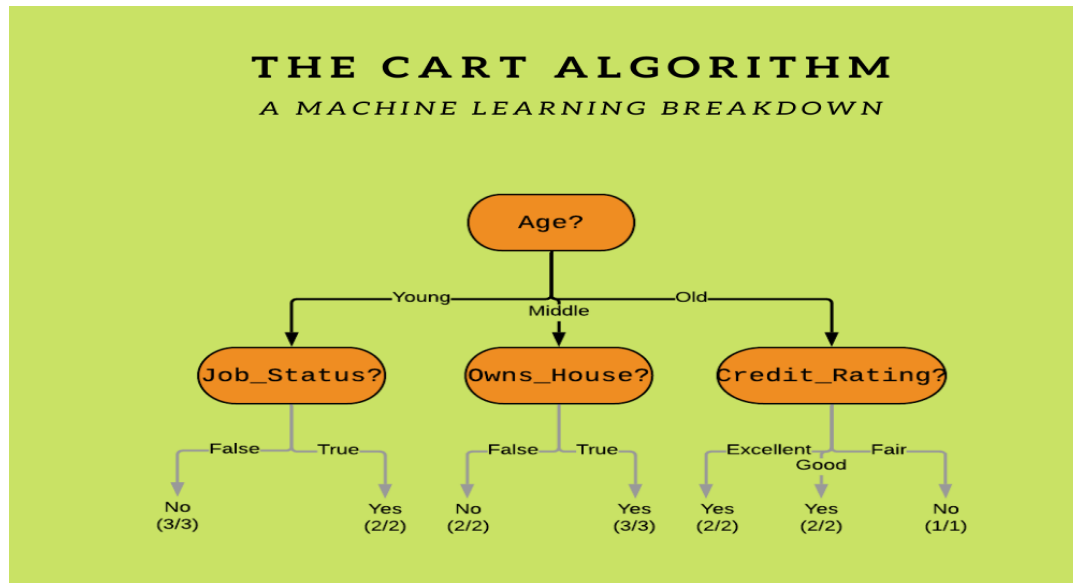 THE CART ALGORITHM
A MACHINE LEARNING BREAKDOWN
Age?
Young
Middle
Old
Job_Status?
Owns_House?
Credit_Rating?
False
True
False
True
Excellent
Good
Fair
No
(3/3)
Yes
(2/2)
No
(2/2)
Yes
(3/3)
Yes
(2/2)
Yes
(2/2)
No
(1/1)